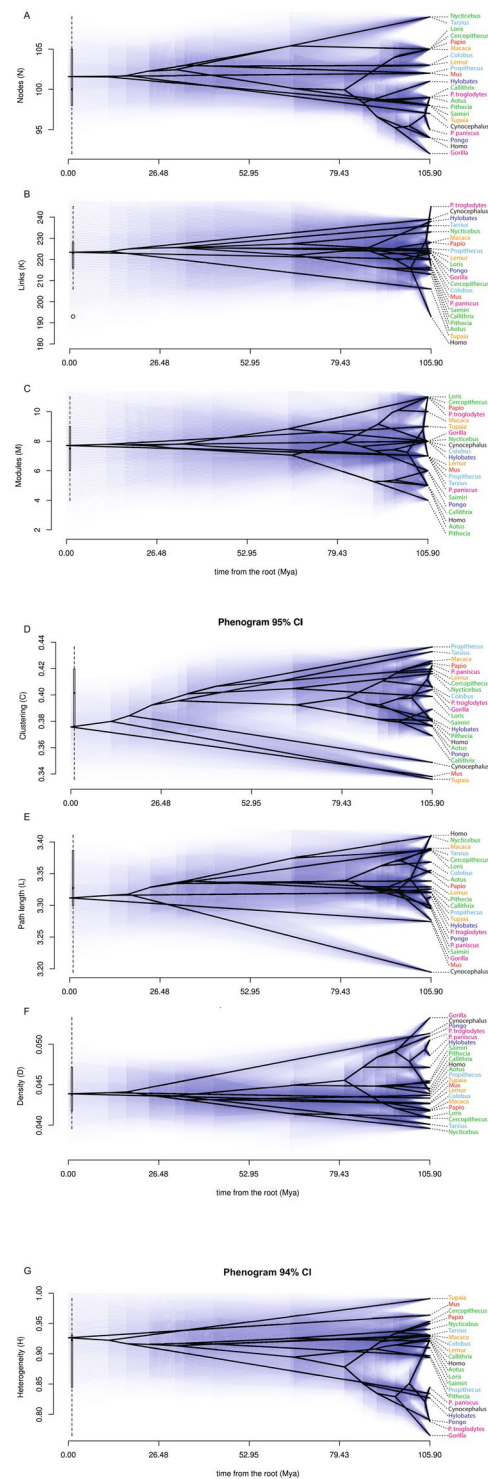 A
Nodes (N)
105
100
95
0.00
26.48
52.95
79.43
105.90
Nycticebus
Tarsius
Loris
Cercopithecus
Papio
Macaca
Colobus
Lemur
Propithecus
Mus
Hylobates
Callithrix
P.troglodytes
Aotus
Pithecia
Saimiri
Tupaia
Cynocephalus
P. paniscus
Pongo
Homo
Gorilla
B
Links (K)
240
230
220
210
200
190
180
0.00
26.48
52.95
79.43
105.90
P. troglodytes
Cynocephalus
Hylobates
Tarsius
Nycticebus
Macaca
Papio
Propithecus
Lemur
Loris
Pongo
Gorilla
Cercopithecus
Colobus
Mus
P. paniscus
Saimiri
Callithrix
Pithecia
Aotus
Tupaia
Homo
C
Modules (M)
10
8
6
4
2
0.00
26.48
52.95
79.43
105.90
time from the root (Mya)
Loris
Cercopithecus
Papio
P.troglodytes
Macaca
Tupaia
Gorilla
Nycticebus
Cynocephalus
Colobus
Hylobates
Lemur
Mus
Propithecus
Tarsius
P. paniscus
Saimiri
Pongo
Callithrix
Homo
Aotus
Pithecia
Phenogram 95% CI
D
Clustering (C)
0.44
0.42
0.40
0.38
0.36
0.34
0.00
26.48
52.95
79.43
105.90
Propithecus
Tarsius
Macaca
Papio
P. paniscus
Lemur
Cercopithecus
Nycticebus
Colobus
P. troglodytes
Gorilla
Loris
Saimiri
Hylobates
Pithecia
Homo
Aotus
Pongo
Callithrix
Cynocephalus
Mus
Tupaia
E
Path length (L)
3.40
3.35
3.30
3.25
3.20
0.00
26.48
52.95
79.43
105.90
Homo
Nycticebus
Macaca
Tarsius
Cercopithecus
Loris
Colobus
Aotus
Papio
Lemur
Pithecia
Callithrix
Propithecus
Tupaia
Hylobates
P.troglodytes
Pongo
P. paniscus
Saimiri
Gorilla
Mus
Cynocephalus
F
Density (D)
0.050
0.045
0.040
0.00
26.48
52.95
79.43
105.90
time from the root (Mya)
Gorilla
Cynocephalus
Pongo
P.troglodytes
P. paniscus
Hylobates
Saimiri
Pithecia
Callithrix
Homo
Aotus
Propithecus
Tupaia
Mus
Lemur
Colobus
Macaca
Papio
Loris
Cercopithecus
Tarsius
Nycticebus
Phenogram 94% CI
G
Heterogeneity (H)
1.00
0.95
0.90
0.85
0.80
0.00
26.48
52.95
79.43
105.90
time from the root (Mya)
Tupaia
Mus
Cercopithecus
Papio
Nycticebus
Tarsius
Macaca
Colobus
Lemur
Callithrix
Homo
Aotus
Loris
Saimiri
Propithecus
Pithecia
P. paniscus
Cynocephalus
Hylobates
Pongo
P. troglodytes
Gorilla